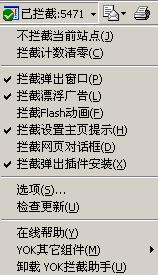 已拦截:5471
不拦截当前站点(J)
拦截计数清零(C)
拦截弹出窗口(P)
拦截漂浮广告(L)
拦截Flash动画(F)
拦截设置主页提示(H)
拦截网页对话框(D)
拦截弹出插件安装(X)
选项(S)...
检查更新(U)
在线帮助(Y)
YOK其它组件(M)
卸载 YOK拦截助手(U)